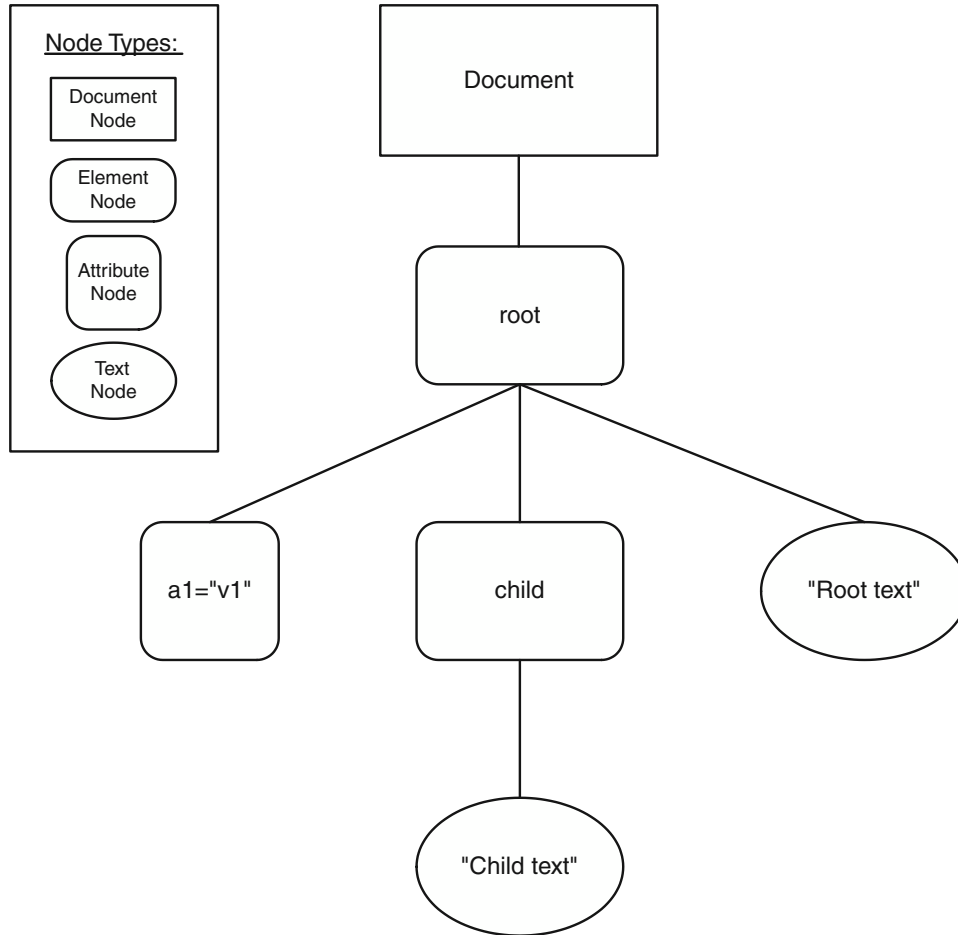 Node Types:
Document
Node
Element
Node
Attribute
Node
Text
Node
Document
root
a1="v1"
child
"Root text"
"Child text"